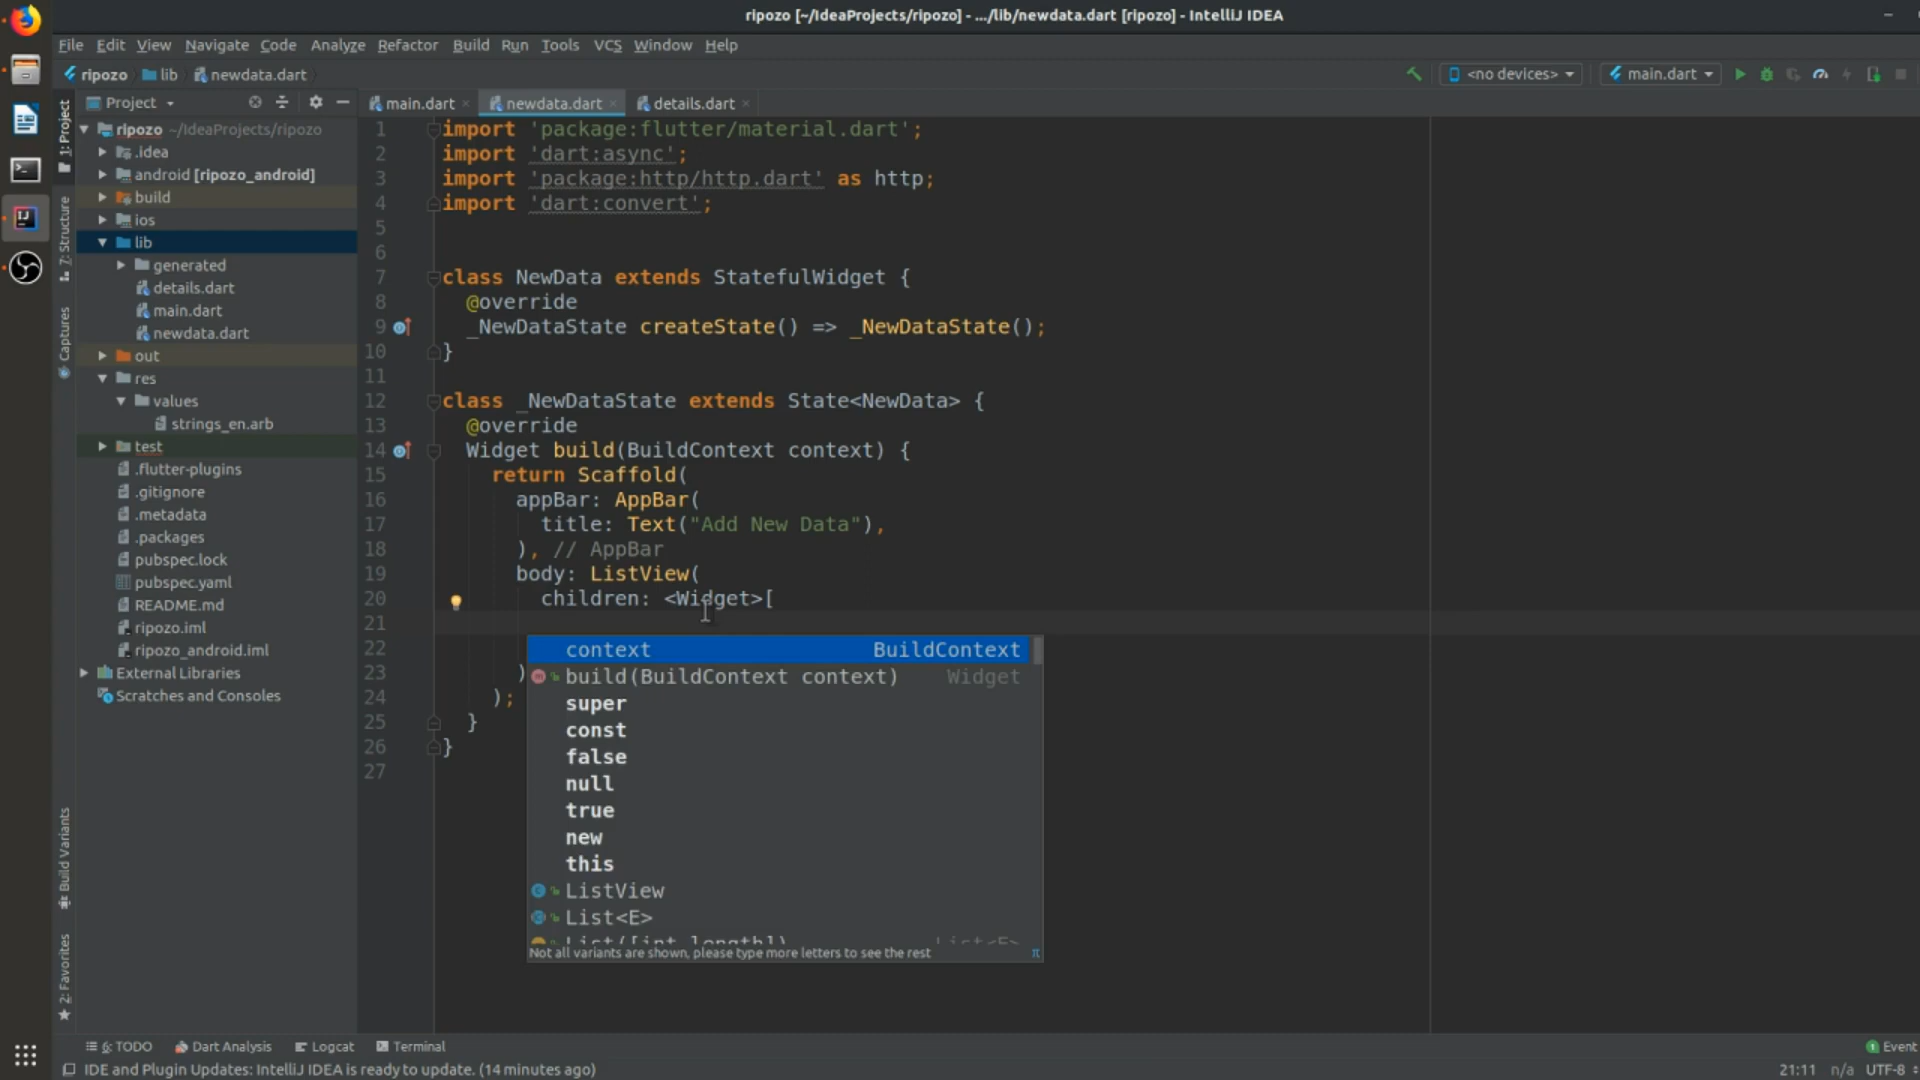 ripozo [~/IdeaProjects/ripozo] - .../lib/newdata.dart [ripozo] - IntelliJ IDEA
File Edit View Navigate Code Analyze Refactor Build Run Tools VCS Window Help
ripozo lib newdata.dart
<no devices> main.dart
Project
main.dart newdata.dart details.dart
1: Project
7: Structure
Captures
Build Variants
2: Favorites
ripozo ~/IdeaProjects/ripozo
.idea
android [ripozo_android]
build
ios
lib
generated
details.dart
main.dart
newdata.dart
out
res
values
strings_en.arb
test
.flutter-plugins
.gitignore
.metadata
.packages
pubspec.lock
pubspec.yaml
README.md
ripozo.iml
ripozo_android.iml
External Libraries
Scratches and Consoles
1 import 'package:flutter/material.dart';
2 import 'dart:async';
3 import 'package:http/http.dart' as http;
4 import 'dart:convert';
5
6
7 class NewData extends StatefulWidget {
8 @override
9 _NewDataState createState() => _NewDataState();
10 }
11
12 class _NewDataState extends State<NewData> {
13 @override
14 Widget build(BuildContext context) {
15 return Scaffold(
16 appBar: AppBar(
17 title: Text("Add New Data"),
18 ), // AppBar
19 body: ListView(
20 children: <Widget>[
21
22
23 )
24 );
25 }
26 }
27
context BuildContext
build(BuildContext context) Widget
super
const
false
null
true
new
this
ListView
List<E>
List([int length]) List<E>
Not all variants are shown, please type more letters to see the rest π
6: TODO Dart Analysis Logcat Terminal
1 Event
IDE and Plugin Updates: IntelliJ IDEA is ready to update. (14 minutes ago)
21:11 n/a UTF-8